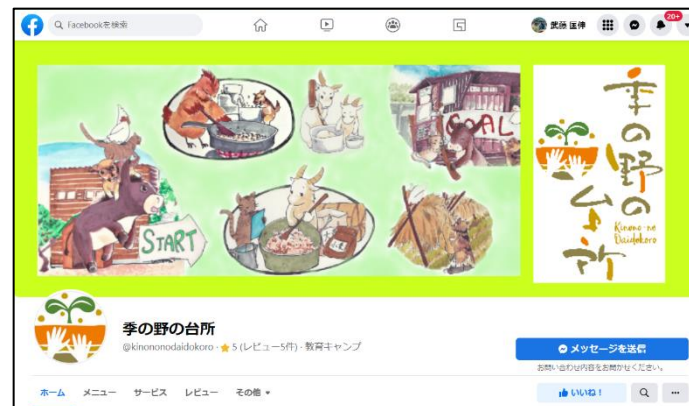 Facebookを検索
武藤 匡伸
20+
START
GOAL
季の野の台所
Kinono-no
Daidokoro
季の野の台所
@kinononodaidokoro · ★ 5 (レビュー5件) · 教育キャンプ
メッセージを送信
お問い合わせ内容をお聞かせください。
ホーム メニュー サービス レビュー その他
いいね！